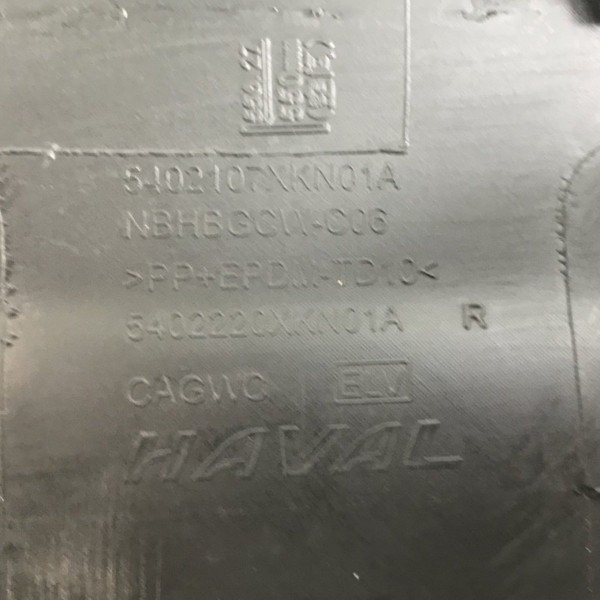 5402107XKN01A
NBHBGCW-C06
>PP+EPDM-TD10<
5402220XKN01A R
CAGWC ELV
HAVAL